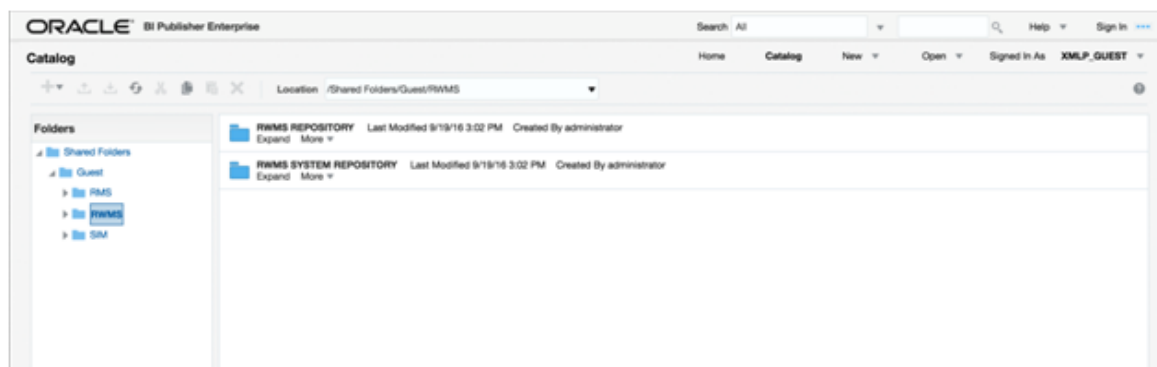 ORACLE BI Publisher Enterprise Search All Help Sign In
Catalog Home Catalog New Open Signed In As XMLP_GUEST
Location /Shared Folders/Guest/RWMS
Folders
Shared Folders
Guest
RMS
RWMS
SIM
RWMS REPOSITORY Last Modified 9/19/16 3:02 PM Created By administrator
Expand More
RWMS SYSTEM REPOSITORY Last Modified 9/19/16 3:02 PM Created By administrator
Expand More